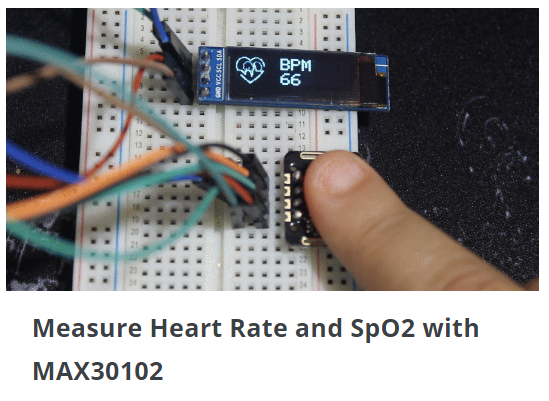 GND VCC SCL SDA
BPM
66
Measure Heart Rate and SpO2 with
MAX30102